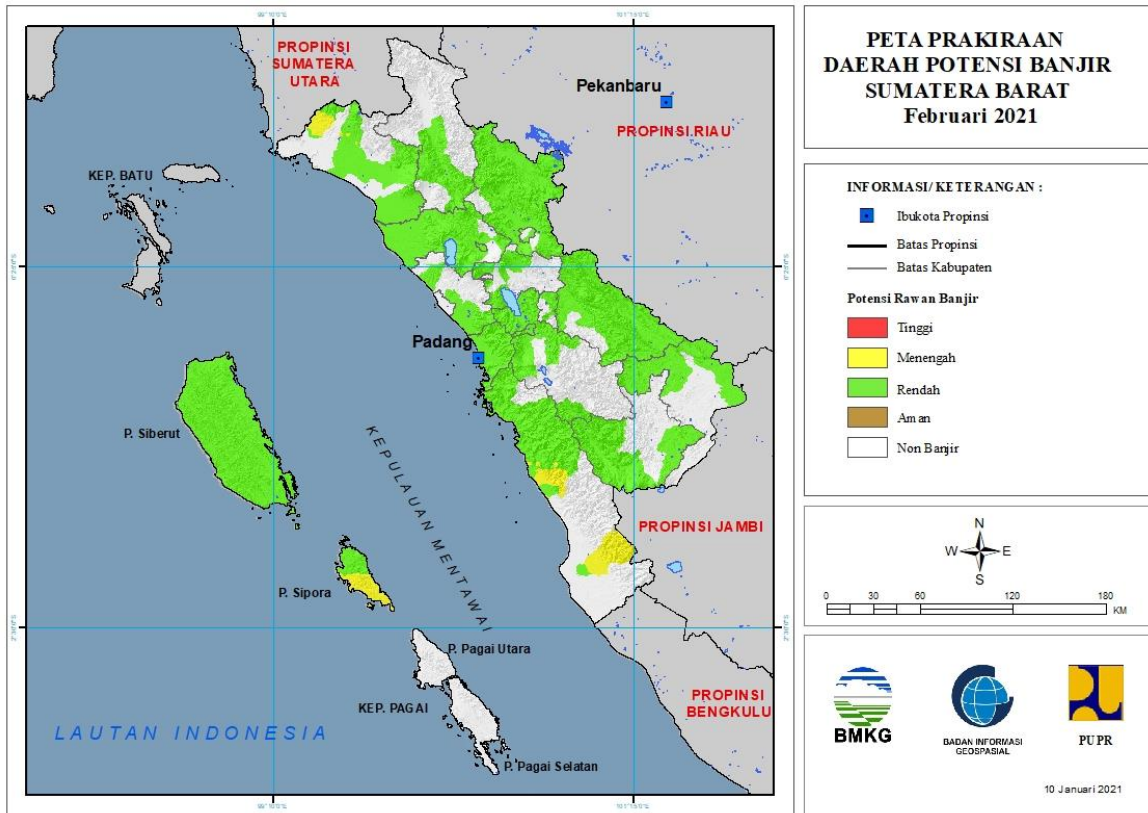 PETA PRAKIRAAN
DAERAH POTENSI BANJIR
SUMATERA BARAT
Februari 2021
PROPINSI
SUMATERA
UTARA
Pekanbaru
PROPINSI RIAU
KEP. BATU
Padang
P. Siberut
KEPULAUAN MENTAWAI
PROPINSI JAMBI
P. Sipora
P. Pagai Utara
KEP. PAGAI
PROPINSI
BENGKULU
LAUTAN INDONESIA
P. Pagai Selatan
INFORMASI/ KETERANGAN :
Ibukota Propinsi
Batas Propinsi
Batas Kabupaten
Potensi Rawan Banjir
Tinggi
Menengah
Rendah
Aman
Non Banjir
N
W E
S
0 30 60 120 180
KM
BMKG
BADAN INFORMASI
GEOSPASIAL
PUPR
10 Januari 2021